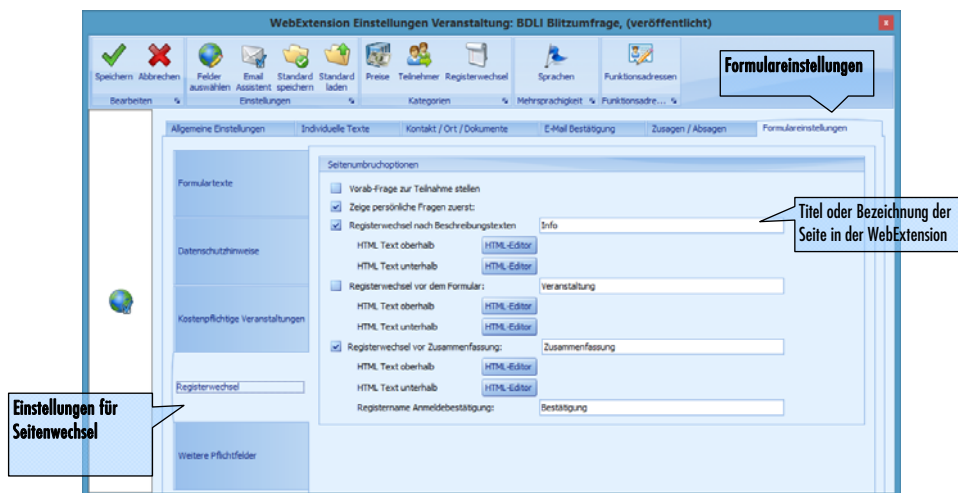 WebExtension Einstellungen Veranstaltung: BDLI Blitzumfrage, (veröffentlicht)
Speichern Abbrechen Felder auswählen Email Assistent Standard speichern Standard laden Preise Teilnehmer Registerwechsel Sprachen Funktionsadressen
Bearbeiten Einstellungen Kategorien Mehrsprachigkeit Funktionsadre...
Formulareinstellungen
Allgemeine Einstellungen Individuelle Texte Kontakt / Ort / Dokumente E-Mail Bestätigung Zusagen / Absagen Formulareinstellungen
Formulartexte
Datenschutzhinweise
Kostenpflichtige Veranstaltungen
Registerwechsel
Weitere Pflichtfelder
Seitenumbruchoptionen
Vorab-Frage zur Teilnahme stellen
Zeige persönliche Fragen zuerst:
Registerwechsel nach Beschreibungstexten Info
HTML Text oberhalb HTML-Editor
HTML Text unterhalb HTML-Editor
Registerwechsel vor dem Formular: Veranstaltung
HTML Text oberhalb HTML-Editor
HTML Text unterhalb HTML-Editor
Registerwechsel vor Zusammenfassung: Zusammenfassung
HTML Text oberhalb HTML-Editor
HTML Text unterhalb HTML-Editor
Registername Anmeldebestätigung: Bestätigung
Titel oder Bezeichnung der
Seite in der WebExtension
Einstellungen für
Seitenwechsel